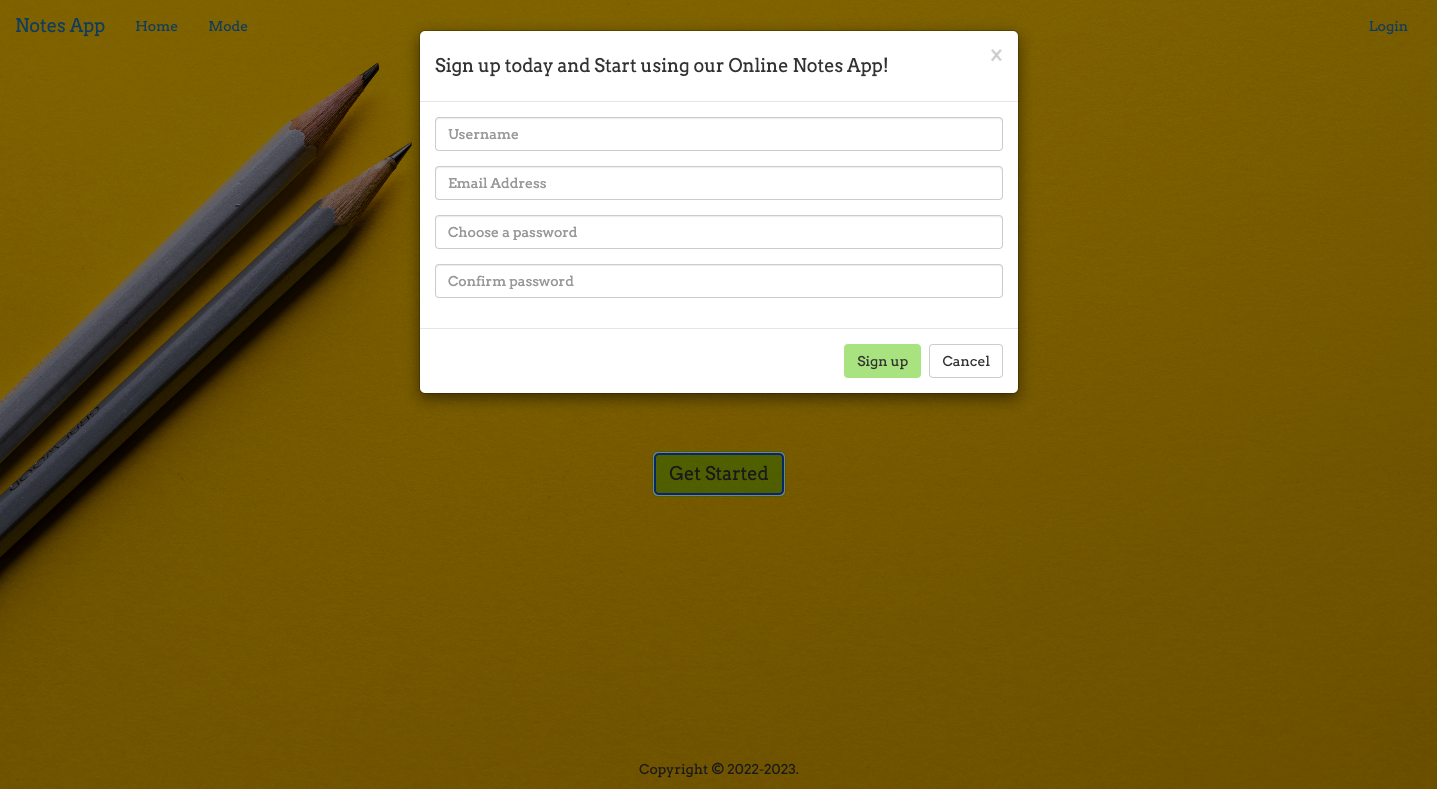 Notes App Home Mode Login
Sign up today and Start using our Online Notes App!
×
Username
Email Address
Choose a password
Confirm password
Sign up Cancel
Get Started
Copyright © 2022-2023.